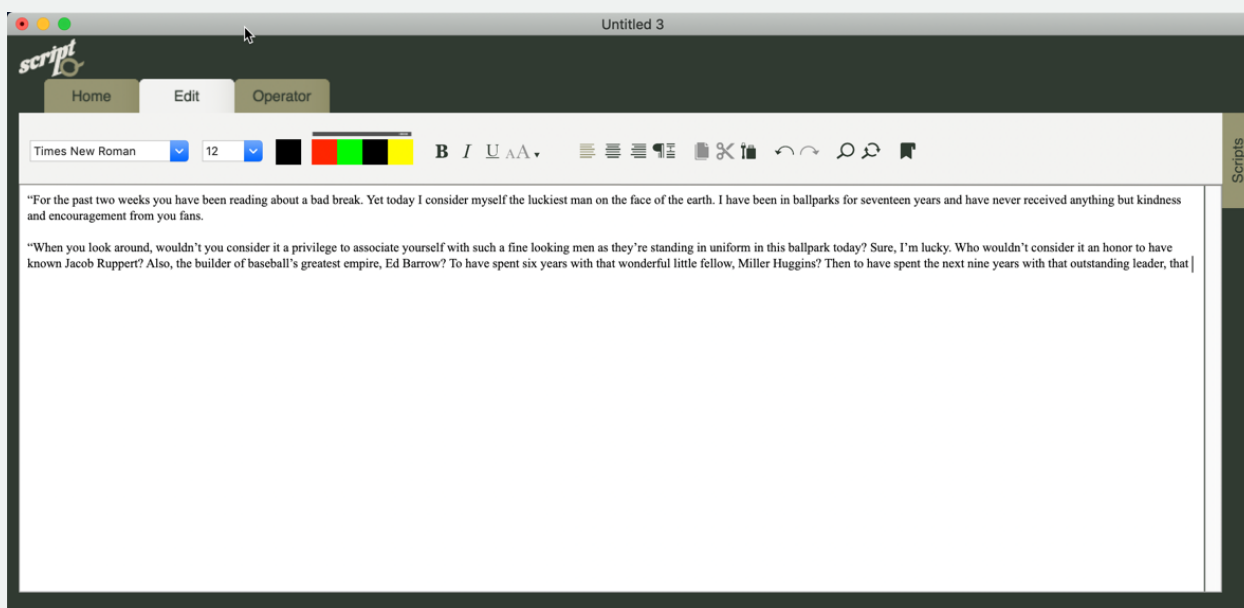 Untitled 3
script
Home Edit Operator
Times New Roman 12 B I U AA
Scripts
“For the past two weeks you have been reading about a bad break. Yet today I consider myself the luckiest man on the face of the earth. I have been in ballparks for seventeen years and have never received anything but kindness
and encouragement from you fans.
“When you look around, wouldn’t you consider it a privilege to associate yourself with such a fine looking men as they’re standing in uniform in this ballpark today? Sure, I’m lucky. Who wouldn’t consider it an honor to have
known Jacob Ruppert? Also, the builder of baseball’s greatest empire, Ed Barrow? To have spent six years with that wonderful little fellow, Miller Huggins? Then to have spent the next nine years with that outstanding leader, that